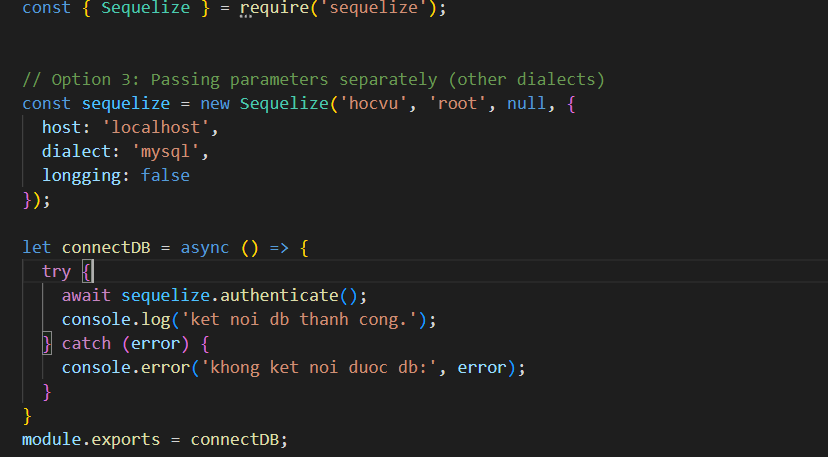 const { Sequelize } = require('sequelize');
// Option 3: Passing parameters separately (other dialects)
const sequelize = new Sequelize('hocvu', 'root', null, {
  host: 'localhost',
  dialect: 'mysql',
  longging: false
});
let connectDB = async () => {
  try {
    await sequelize.authenticate();
    console.log('ket noi db thanh cong.');
  } catch (error) {
    console.error('khong ket noi duoc db:', error);
  }
}
module.exports = connectDB;